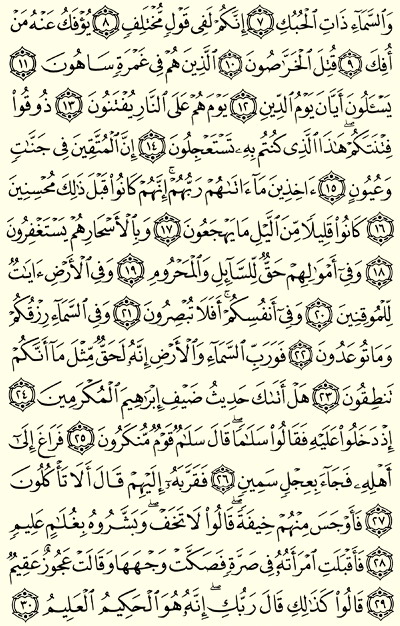 وَٱلسَّمَآءِ ذَاتِ ٱلْحُبُكِ ٧ إِنَّكُمْ لَفِى قَوْلٍ مُّخْتَلِفٍ ٨ يُؤْفَكُ عَنْهُ مَنْ
أُفِكَ ٩ قُتِلَ ٱلْخَرَّٰصُونَ ١٠ ٱلَّذِينَ هُمْ فِى غَمْرَةٍ سَاهُونَ ١١
يَسْـَٔلُونَ أَيَّانَ يَوْمُ ٱلدِّينِ ١٢ يَوْمَ هُمْ عَلَى ٱلنَّارِ يُفْتَنُونَ ١٣ ذُوقُوا۟
فِتْنَتَكُمْ هَٰذَا ٱلَّذِى كُنتُم بِهِۦ تَسْتَعْجِلُونَ ١٤ إِنَّ ٱلْمُتَّقِينَ فِى جَنَّٰتٍ
وَعُيُونٍ ١٥ ءَاخِذِينَ مَآ ءَاتَىٰهُمْ رَبُّهُمْ ۚ إِنَّهُمْ كَانُوا۟ قَبْلَ ذَٰلِكَ مُحْسِنِينَ
١٦ كَانُوا۟ قَلِيلًا مِّنَ ٱلَّيْلِ مَا يَهْجَعُونَ ١٧ وَبِٱلْأَسْحَارِ هُمْ يَسْتَغْفِرُونَ
١٨ وَفِىٓ أَمْوَٰلِهِمْ حَقٌّ لِّلسَّآئِلِ وَٱلْمَحْرُومِ ١٩ وَفِى ٱلْأَرْضِ ءَايَٰتٌ
لِّلْمُوقِنِينَ ٢٠ وَفِىٓ أَنفُسِكُمْ ۚ أَفَلَا تُبْصِرُونَ ٢١ وَفِى ٱلسَّمَآءِ رِزْقُكُمْ
وَمَا تُوعَدُونَ ٢٢ فَوَرَبِّ ٱلسَّمَآءِ وَٱلْأَرْضِ إِنَّهُۥ لَحَقٌّ مِّثْلَ مَآ أَنَّكُمْ
تَنطِقُونَ ٢٣ هَلْ أَتَىٰكَ حَدِيثُ ضَيْفِ إِبْرَٰهِيمَ ٱلْمُكْرَمِينَ ٢٤
إِذْ دَخَلُوا۟ عَلَيْهِ فَقَالُوا۟ سَلَٰمًا ۖ قَالَ سَلَٰمٌ قَوْمٌ مُّنكَرُونَ ٢٥ فَرَاغَ إِلَىٰٓ
أَهْلِهِۦ فَجَآءَ بِعِجْلٍ سَمِينٍ ٢٦ فَقَرَّبَهُۥٓ إِلَيْهِمْ قَالَ أَلَا تَأْكُلُونَ
٢٧ فَأَوْجَسَ مِنْهُمْ خِيفَةً ۖ قَالُوا۟ لَا تَخَفْ ۖ وَبَشَّرُوهُ بِغُلَٰمٍ عَلِيمٍ
٢٨ فَأَقْبَلَتِ ٱمْرَأَتُهُۥ فِى صَرَّةٍ فَصَكَّتْ وَجْهَهَا وَقَالَتْ عَجُوزٌ عَقِيمٌ
٢٩ قَالُوا۟ كَذَٰلِكِ قَالَ رَبُّكِ ۖ إِنَّهُۥ هُوَ ٱلْحَكِيمُ ٱلْعَلِيمُ ٣٠